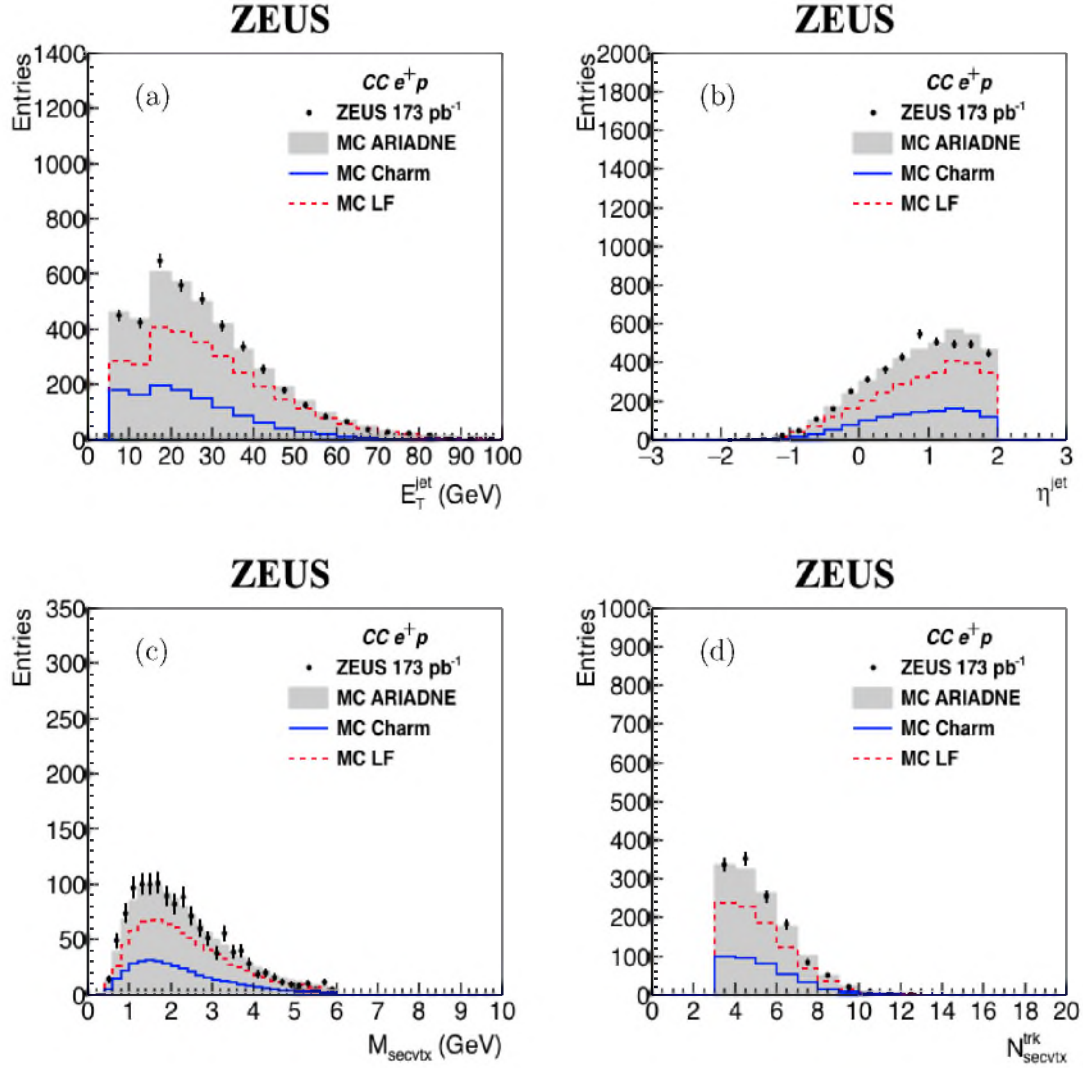 ZEUS
Entries
1400
1200
1000
800
600
400
200
0
(a)
CC e⁺p
ZEUS 173 pb⁻¹
MC ARIADNE
MC Charm
MC LF
0 10 20 30 40 50 60 70 80 90 100
E_T^jet (GeV)
ZEUS
Entries
2000
1800
1600
1400
1200
1000
800
600
400
200
0
(b)
CC e⁺p
ZEUS 173 pb⁻¹
MC ARIADNE
MC Charm
MC LF
−3 −2 −1 0 1 2 3
η^jet
ZEUS
Entries
350
300
250
200
150
100
50
0
(c)
CC e⁺p
ZEUS 173 pb⁻¹
MC ARIADNE
MC Charm
MC LF
0 1 2 3 4 5 6 7 8 9 10
M_secvtx (GeV)
ZEUS
Entries
1000
900
800
700
600
500
400
300
200
100
0
(d)
CC e⁺p
ZEUS 173 pb⁻¹
MC ARIADNE
MC Charm
MC LF
0 2 4 6 8 10 12 14 16 18 20
N_secvtx^trk